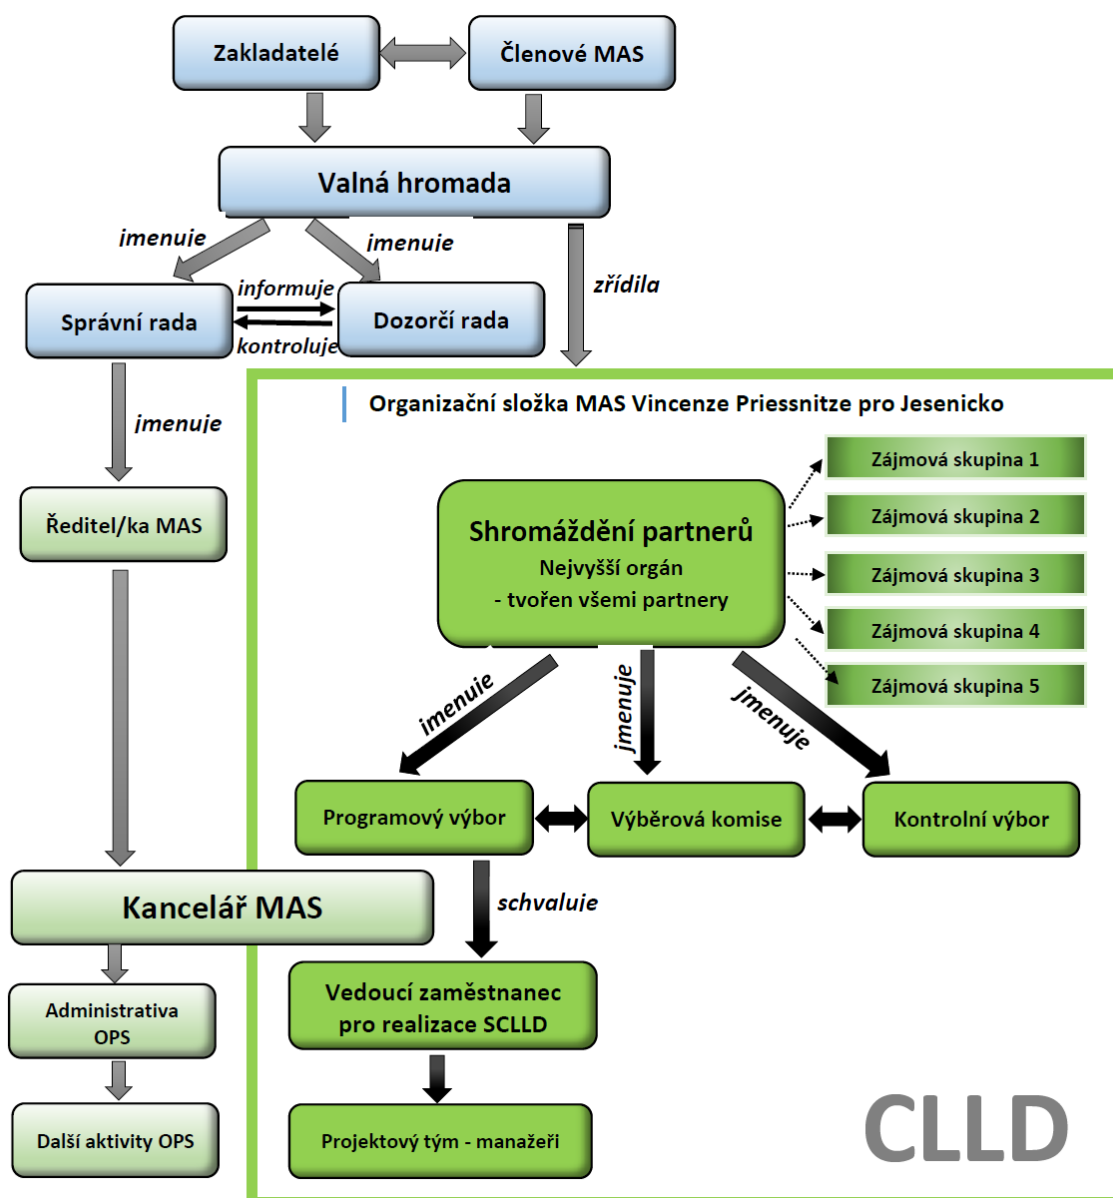 Zakladatelé
Členové MAS
Valná hromada
jmenuje
jmenuje
zřídila
informuje
Správní rada
Dozorčí rada
kontroluje
jmenuje
Organizační složka MAS Vincenze Priessnitze pro Jesenicko
Zájmová skupina 1
Ředitel/ka MAS
Shromáždění partnerů
Nejvyšší orgán
- tvořen všemi partnery
Zájmová skupina 2
Zájmová skupina 3
Zájmová skupina 4
Zájmová skupina 5
jmenuje
jmenuje
jmenuje
Programový výbor
Výběrová komise
Kontrolní výbor
Kancelář MAS
schvaluje
Administrativa
OPS
Vedoucí zaměstnanec
pro realizace SCLLD
Další aktivity OPS
Projektový tým - manažeři
CLLD